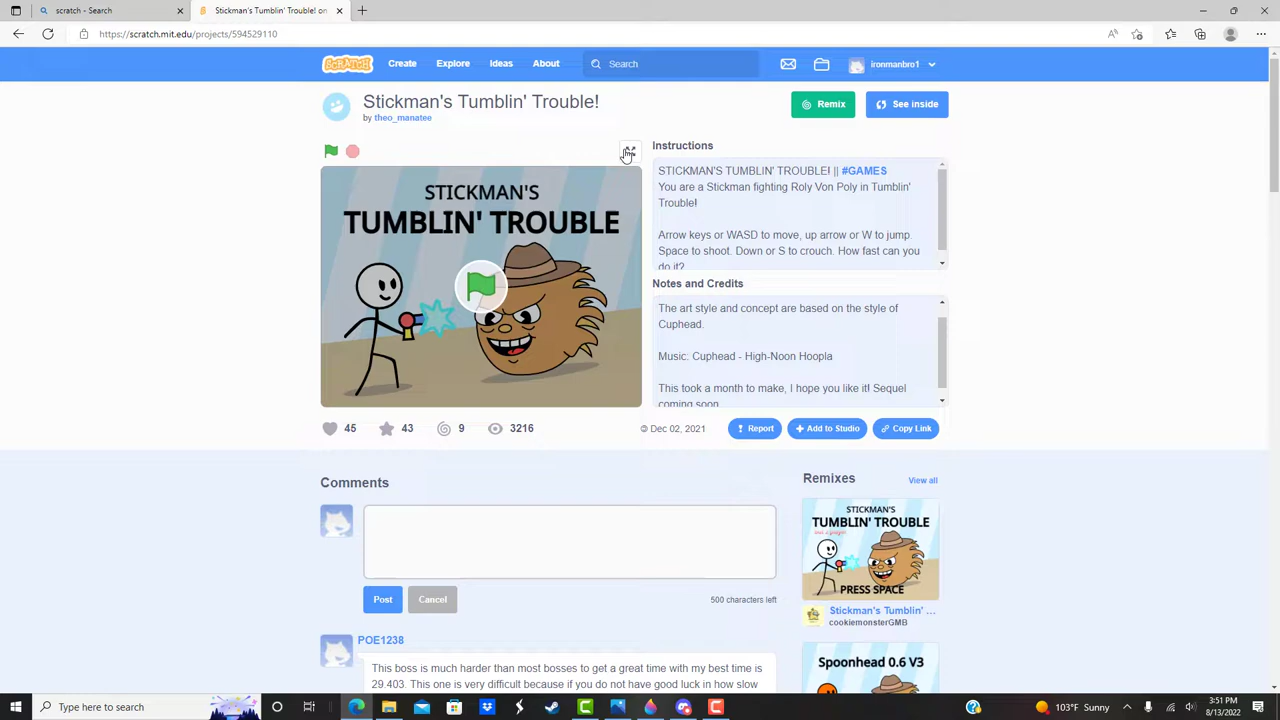 scratch - Search
Stickman's Tumblin' Trouble! on
https://scratch.mit.edu/projects/594529110
SCRATCH
Create
Explore
Ideas
About
Search
ironmanbro1
Stickman's Tumblin' Trouble!
by theo_manatee
Remix
See inside
STICKMAN'S
TUMBLIN' TROUBLE
Instructions
STICKMAN'S TUMBLIN' TROUBLE! || #GAMES
You are a Stickman fighting Roly Von Poly in Tumblin'
Trouble!
Arrow keys or WASD to move, up arrow or W to jump.
Space to shoot. Down or S to crouch. How fast can you
do it?
Notes and Credits
The art style and concept are based on the style of
Cuphead.
Music: Cuphead - High-Noon Hoopla
This took a month to make, I hope you like it! Sequel
coming soon
45
43
9
3216
© Dec 02, 2021
Report
Add to Studio
Copy Link
Comments
Post
Cancel
500 characters left
POE1238
This boss is much harder than most bosses to get a great time with my best time is
29.403. This one is very difficult because if you do not have good luck in how slow
Remixes
View all
STICKMAN'S
TUMBLIN' TROUBLE
PRESS SPACE
Stickman's Tumblin' ...
cookiemonsterGMB
Spoonhead 0.6 V3
Type here to search
103°F Sunny
3:51 PM
8/13/2022